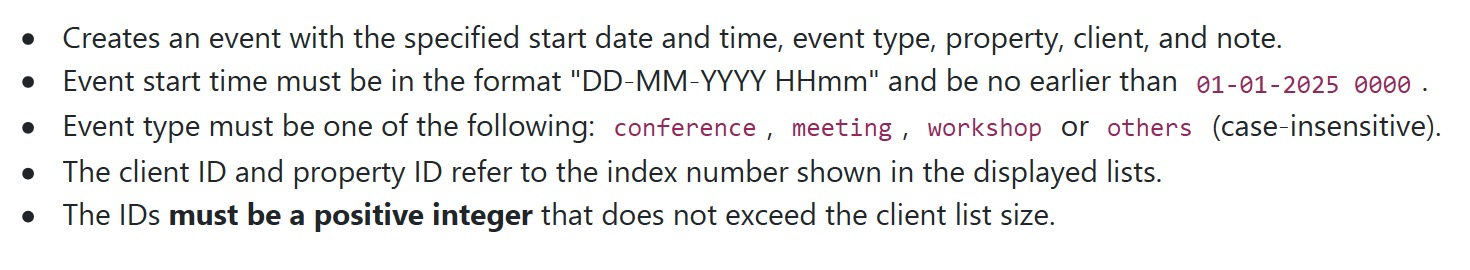 • Creates an event with the specified start date and time, event type, property, client, and note.
• Event start time must be in the format "DD-MM-YYYY HHmm" and be no earlier than 01-01-2025 0000 .
• Event type must be one of the following: conference , meeting , workshop or others (case-insensitive).
• The client ID and property ID refer to the index number shown in the displayed lists.
• The IDs must be a positive integer that does not exceed the client list size.